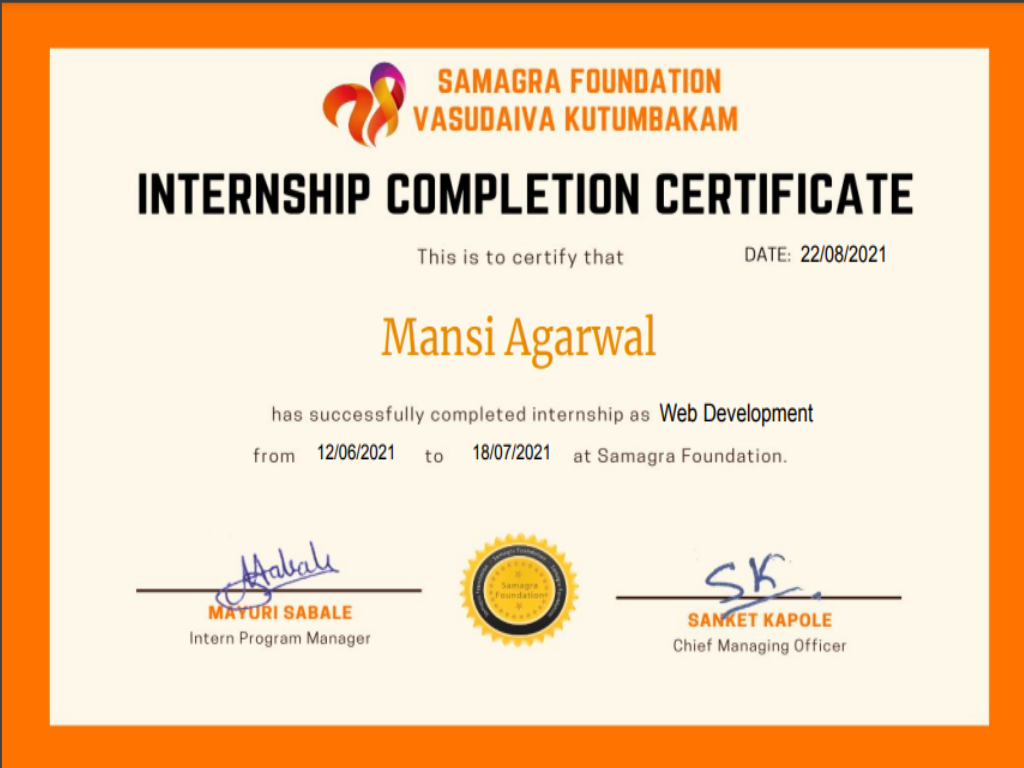 SAMAGRA FOUNDATION
VASUDAIVA KUTUMBAKAM
INTERNSHIP COMPLETION CERTIFICATE
This is to certify that
DATE: 22/08/2021
Mansi Agarwal
has successfully completed internship as Web Development
from 12/06/2021 to 18/07/2021 at Samagra Foundation.
Samagra Foundation
Samagra
Foundation
SK
MAYURI SABALE
Intern Program Manager
SANKET KAPOLE
Chief Managing Officer